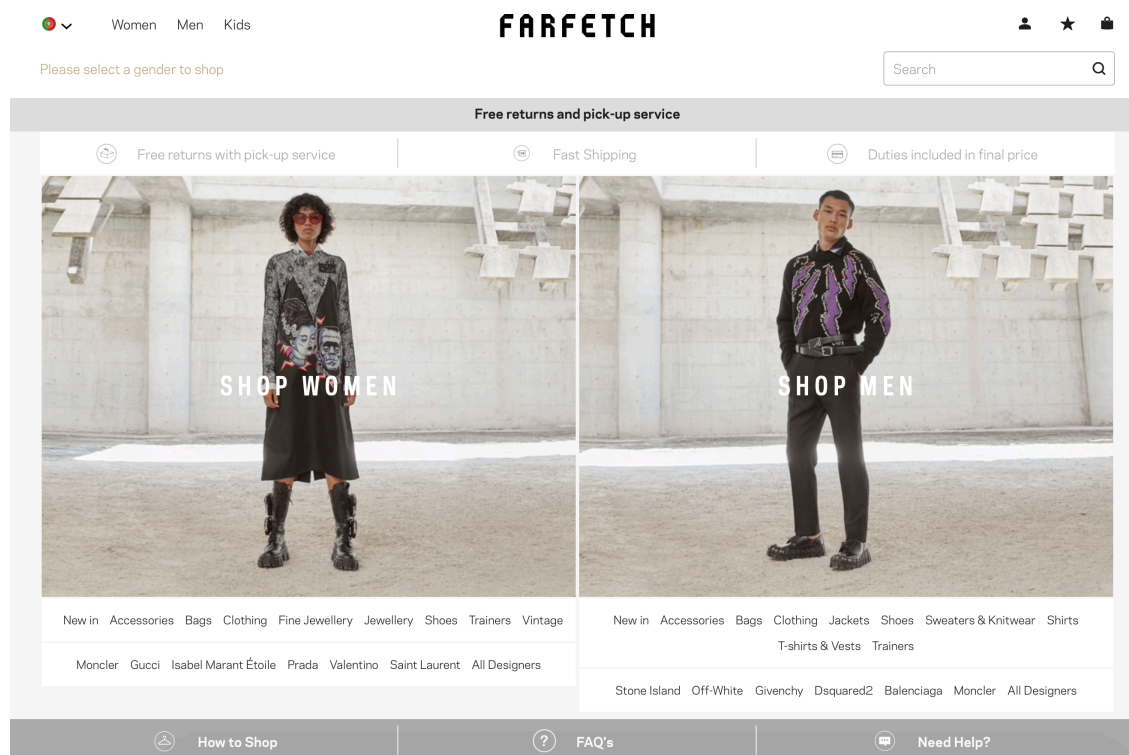 Women Men Kids
FARFETCH
Please select a gender to shop
Search
Free returns and pick-up service
Free returns with pick-up service
Fast Shipping
Duties included in final price
SHOP WOMEN
SHOP MEN
New in Accessories Bags Clothing Fine Jewellery Jewellery Shoes Trainers Vintage
Moncler Gucci Isabel Marant Étoile Prada Valentino Saint Laurent All Designers
New in Accessories Bags Clothing Jackets Shoes Sweaters & Knitwear Shirts
T-shirts & Vests Trainers
Stone Island Off-White Givenchy Dsquared2 Balenciaga Moncler All Designers
How to Shop
? FAQ's
Need Help?